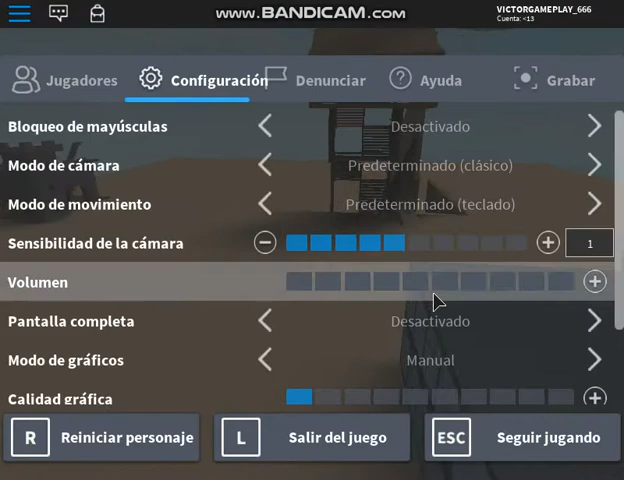 www.BANDICAM.com
VICTORGAMEPLAY_666
Cuenta: <13
Jugadores
Configuración
Denunciar
Ayuda
Grabar
Bloqueo de mayúsculas
Desactivado
Modo de cámara
Predeterminado (clásico)
Modo de movimiento
Predeterminado (teclado)
Sensibilidad de la cámara
1
Volumen
Pantalla completa
Desactivado
Modo de gráficos
Manual
Calidad gráfica
R Reiniciar personaje
L Salir del juego
ESC Seguir jugando